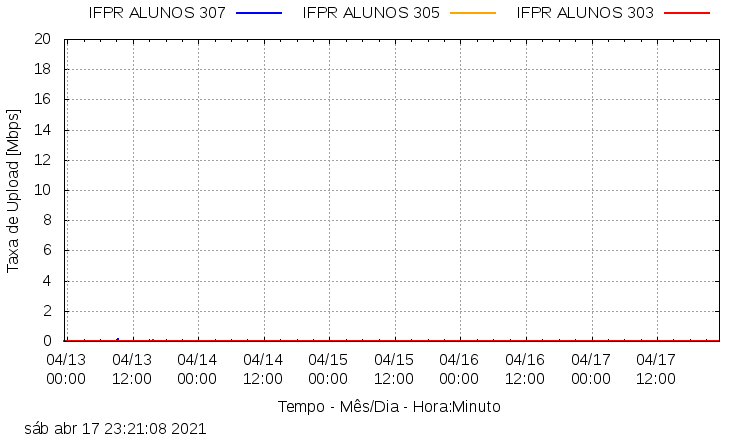 IFPR ALUNOS 307 IFPR ALUNOS 305 IFPR ALUNOS 303
20
18
16
14
12
10
8
6
4
2
0
Taxa de Upload [Mbps]
04/13 04/13 04/14 04/14 04/15 04/15 04/16 04/16 04/17 04/17
00:00 12:00 00:00 12:00 00:00 12:00 00:00 12:00 00:00 12:00
Tempo - Mês/Dia - Hora:Minuto
sáb abr 17 23:21:08 2021